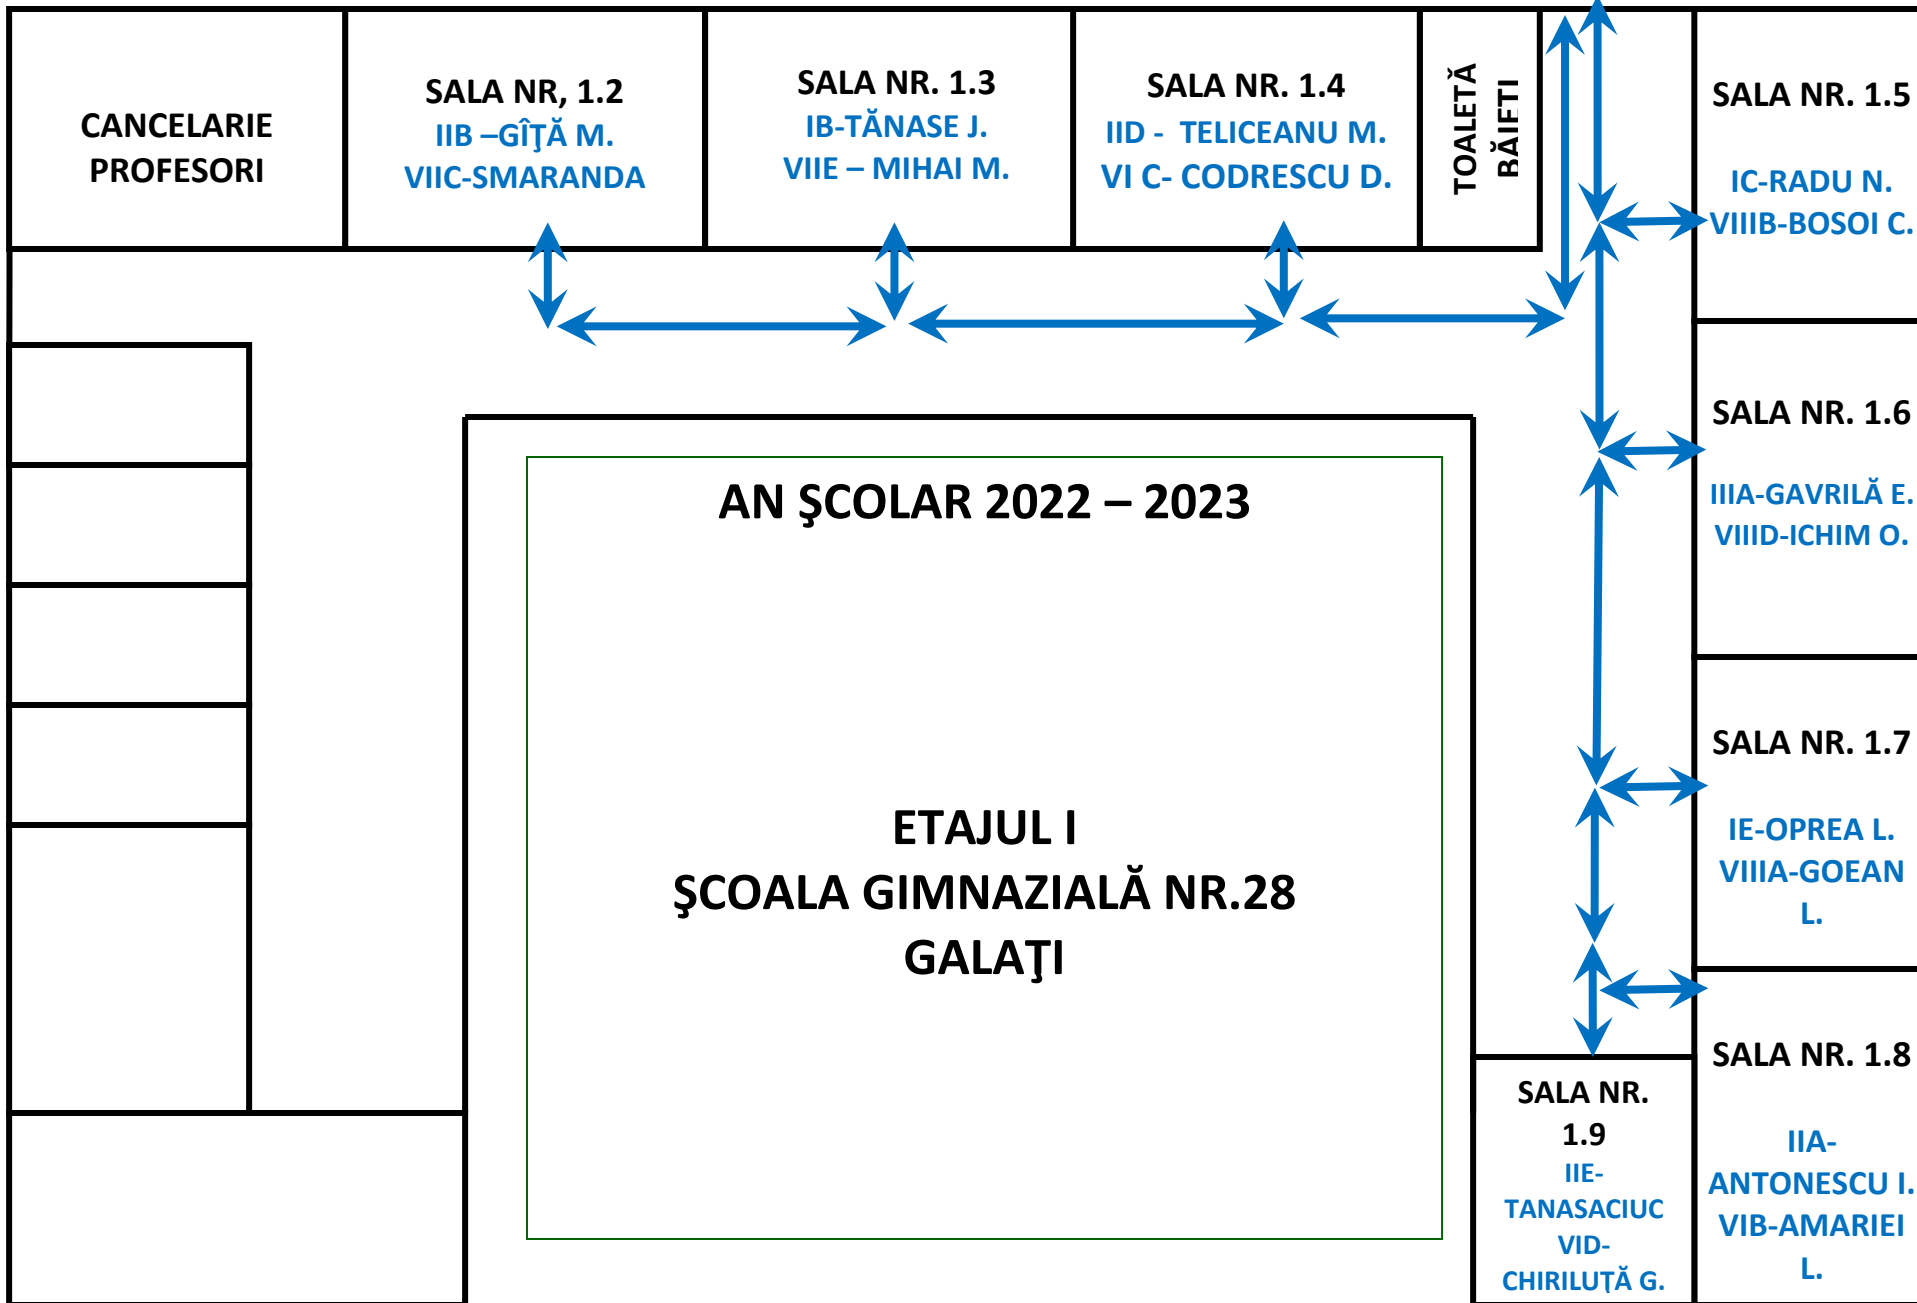 CANCELARIE
PROFESORI
SALA NR, 1.2
IIB –GÎŢĂ M.
VIIC-SMARANDA
SALA NR. 1.3
IB-TĂNASE J.
VIIE – MIHAI M.
SALA NR. 1.4
IID - TELICEANU M.
VI C- CODRESCU D.
TOALETĂ
BĂIEŢI
SALA NR. 1.5
IC-RADU N.
VIIIB-BOSOI C.
SALA NR. 1.6
IIIA-GAVRILĂ E.
VIIID-ICHIM O.
SALA NR. 1.7
IE-OPREA L.
VIIIA-GOEAN
L.
SALA NR. 1.8
IIA-
ANTONESCU I.
VIB-AMARIEI
L.
SALA NR.
1.9
IIE-
TANASACIUC
VID-
CHIRILUŢĂ G.
AN ŞCOLAR 2022 – 2023
ETAJUL I
ŞCOALA GIMNAZIALĂ NR.28
GALAŢI